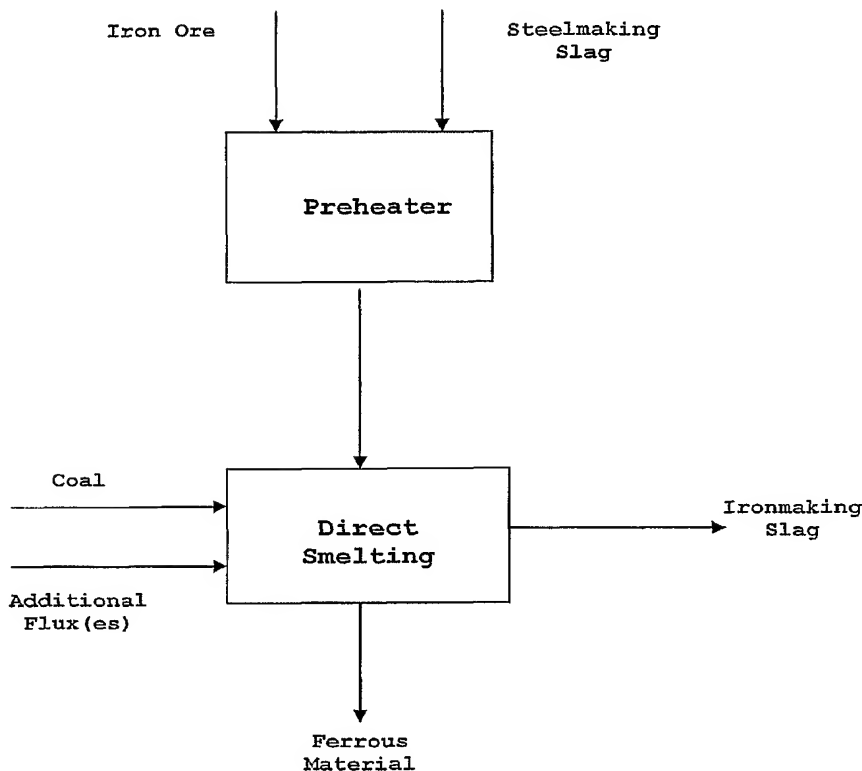 Iron Ore
Steelmaking
Slag
Preheater
Coal
Direct
Smelting
Ironmaking
Slag
Additional
Flux(es)
Ferrous
Material